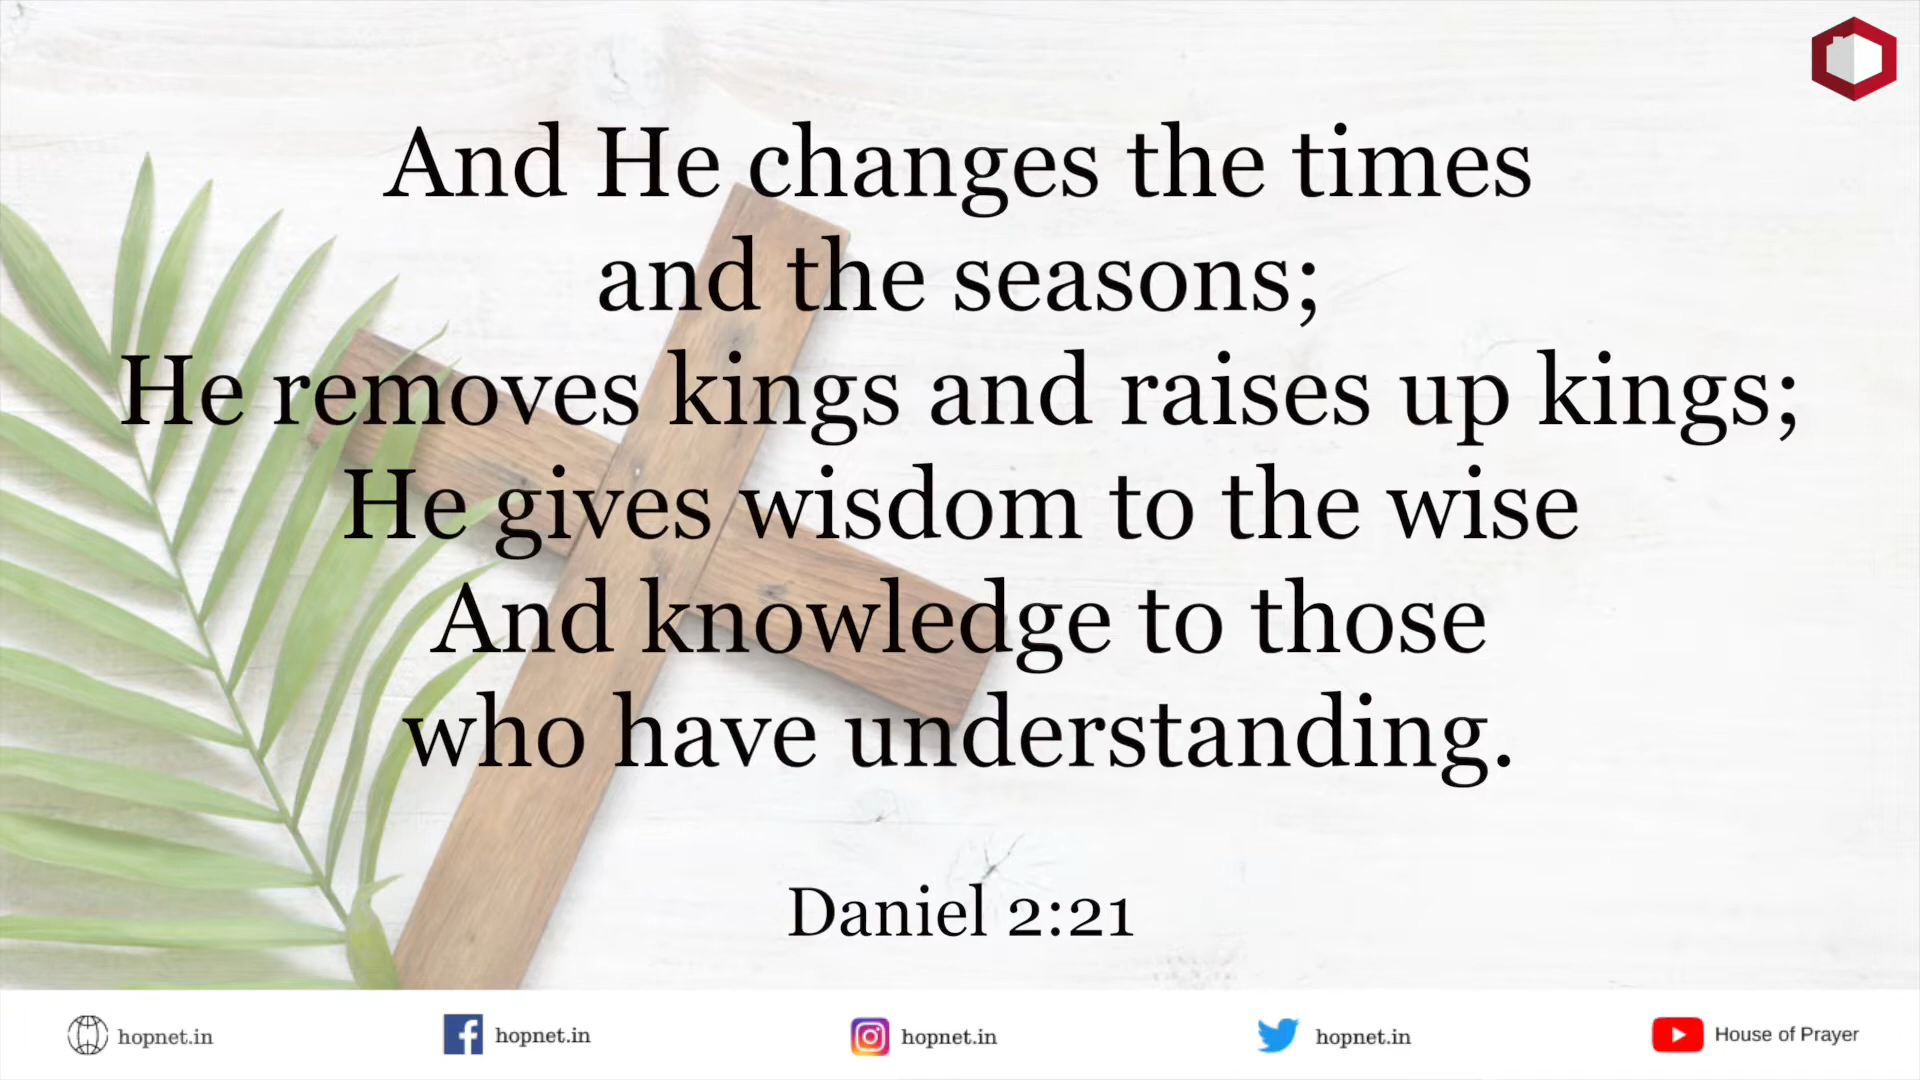 And He changes the times
and the seasons;
He removes kings and raises up kings;
He gives wisdom to the wise
And knowledge to those
who have understanding.
Daniel 2:21
hopnet.in
hopnet.in
hopnet.in
hopnet.in
House of Prayer